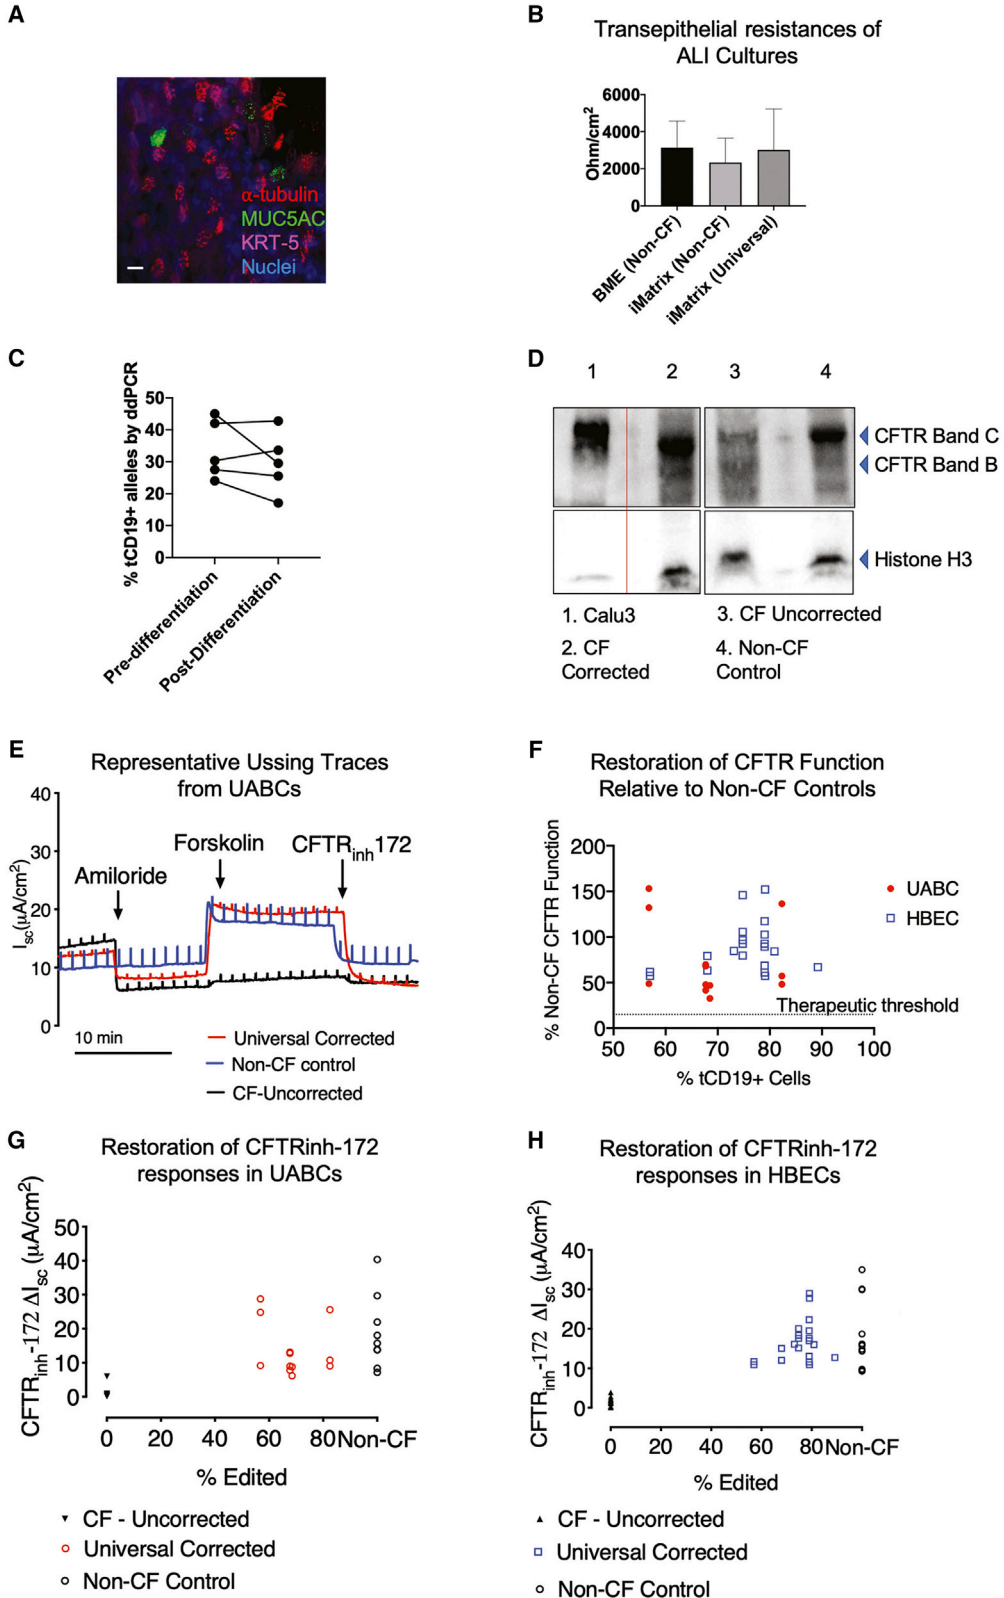 A
α-tubulin
MUC5AC
KRT-5
Nuclei
B
Transepithelial resistances of
ALI Cultures
Ohm/cm²
6000
4000
2000
0
BME (Non-CF)
iMatrix (Non-CF)
iMatrix (Universal)
C
% tCD19+ alleles by ddPCR
50
40
30
20
10
0
Pre-differentiation
Post-Differentiation
D
1 2 3 4
CFTR Band C
CFTR Band B
Histone H3
1. Calu3
2. CF
Corrected
3. CF Uncorrected
4. Non-CF
Control
E
Representative Ussing Traces
from UABCs
Isc(μA/cm²)
40
30
20
10
0
Amiloride
Forskolin
CFTRinh172
10 min
Universal Corrected
Non-CF control
CF-Uncorrected
F
Restoration of CFTR Function
Relative to Non-CF Controls
% Non-CF CFTR Function
200
150
100
50
0
Therapeutic threshold
50 60 70 80 90 100
% tCD19+ Cells
UABC
HBEC
G
Restoration of CFTRinh-172
responses in UABCs
CFTRinh-172 ΔIsc (μA/cm²)
50
40
30
20
10
0
0 20 40 60 80 Non-CF
% Edited
CF - Uncorrected
Universal Corrected
Non-CF Control
H
Restoration of CFTRinh-172
responses in HBECs
CFTRinh-172 ΔIsc (μA/cm²)
40
30
20
10
0
0 20 40 60 80 Non-CF
% Edited
CF - Uncorrected
Universal Corrected
Non-CF Control